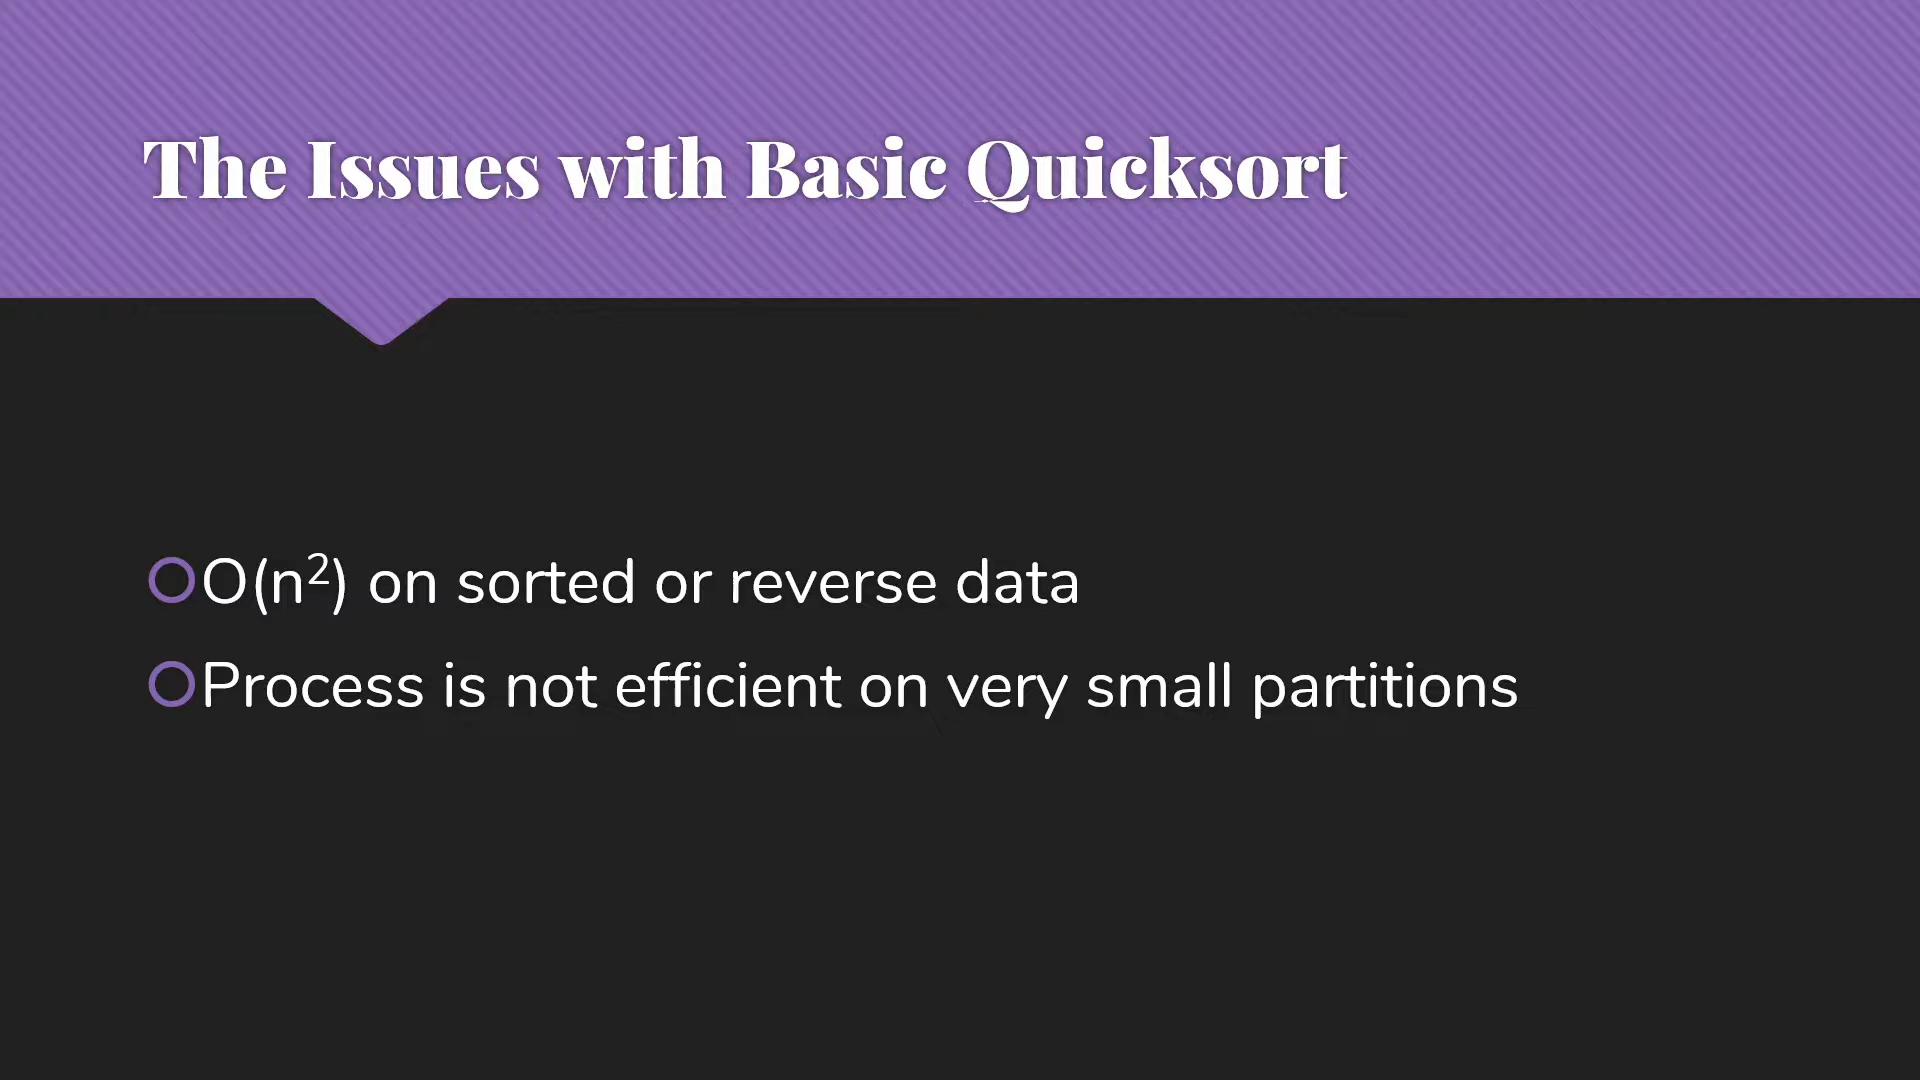 The Issues with Basic Quicksort
O(n²) on sorted or reverse data
Process is not efficient on very small partitions